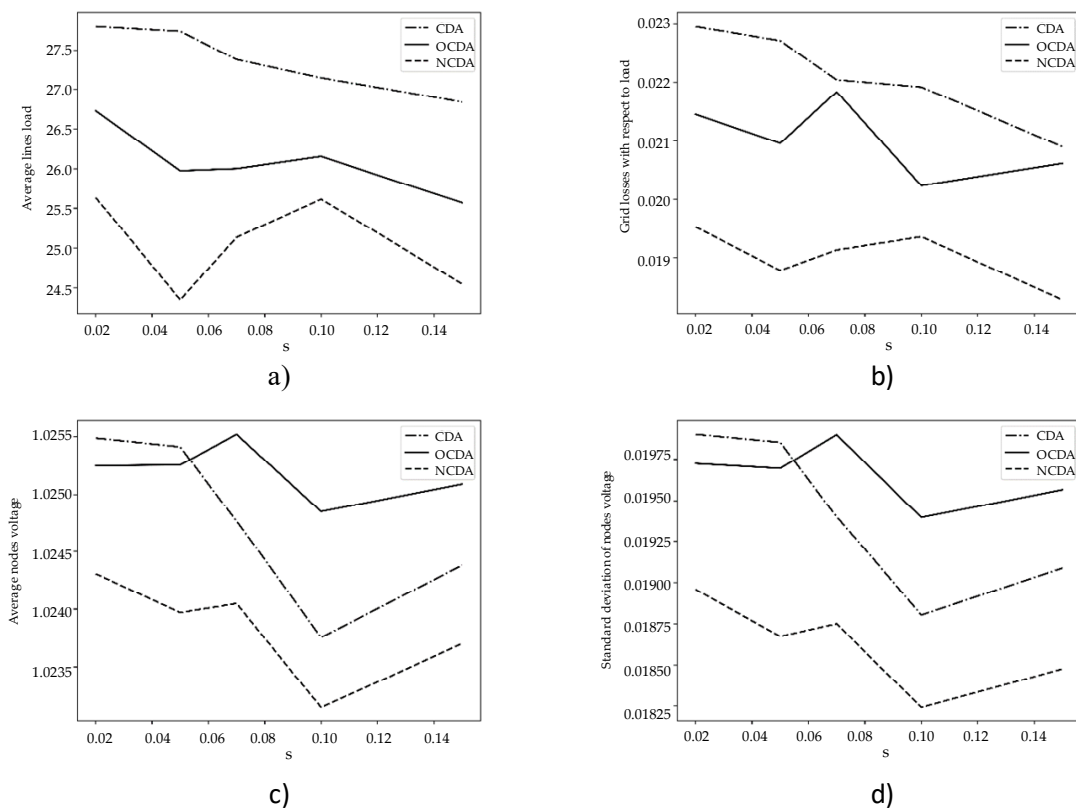 Average lines load
27.5
27.0
26.5
26.0
25.5
25.0
24.5
CDA
OCDA
NCDA
0.02 0.04 0.06 0.08 0.10 0.12 0.14
s
a)
Grid losses with respect to load
0.023
0.022
0.021
0.020
0.019
CDA
OCDA
NCDA
0.02 0.04 0.06 0.08 0.10 0.12 0.14
s
b)
Average nodes voltage
1.0255
1.0250
1.0245
1.0240
1.0235
CDA
OCDA
NCDA
0.02 0.04 0.06 0.08 0.10 0.12 0.14
s
c)
Standard deviation of nodes voltage
0.01975
0.01950
0.01925
0.01900
0.01875
0.01850
0.01825
CDA
OCDA
NCDA
0.02 0.04 0.06 0.08 0.10 0.12 0.14
s
d)